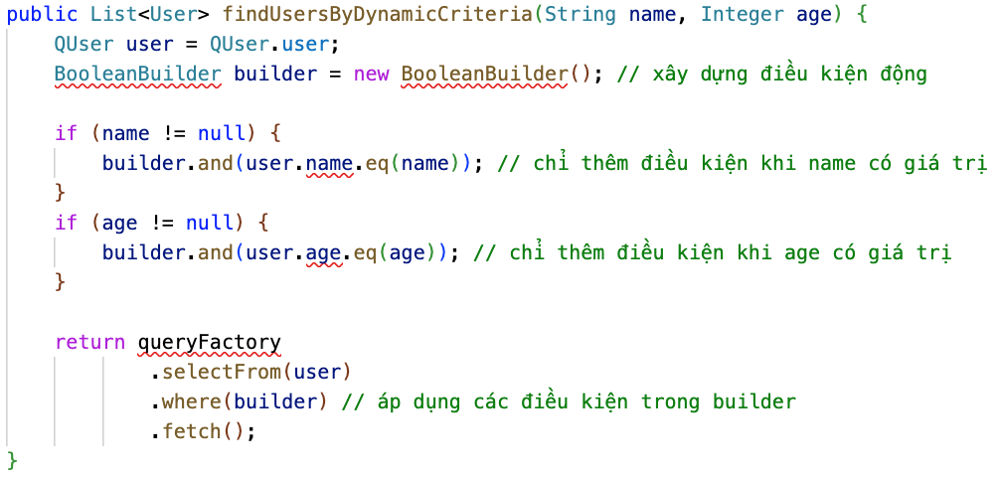 public List<User> findUsersByDynamicCriteria(String name, Integer age) {
    QUser user = QUser.user;
    BooleanBuilder builder = new BooleanBuilder(); // xây dựng điều kiện động

    if (name != null) {
        builder.and(user.name.eq(name)); // chỉ thêm điều kiện khi name có giá trị
    }
    if (age != null) {
        builder.and(user.age.eq(age)); // chỉ thêm điều kiện khi age có giá trị
    }

    return queryFactory
            .selectFrom(user)
            .where(builder) // áp dụng các điều kiện trong builder
            .fetch();
}